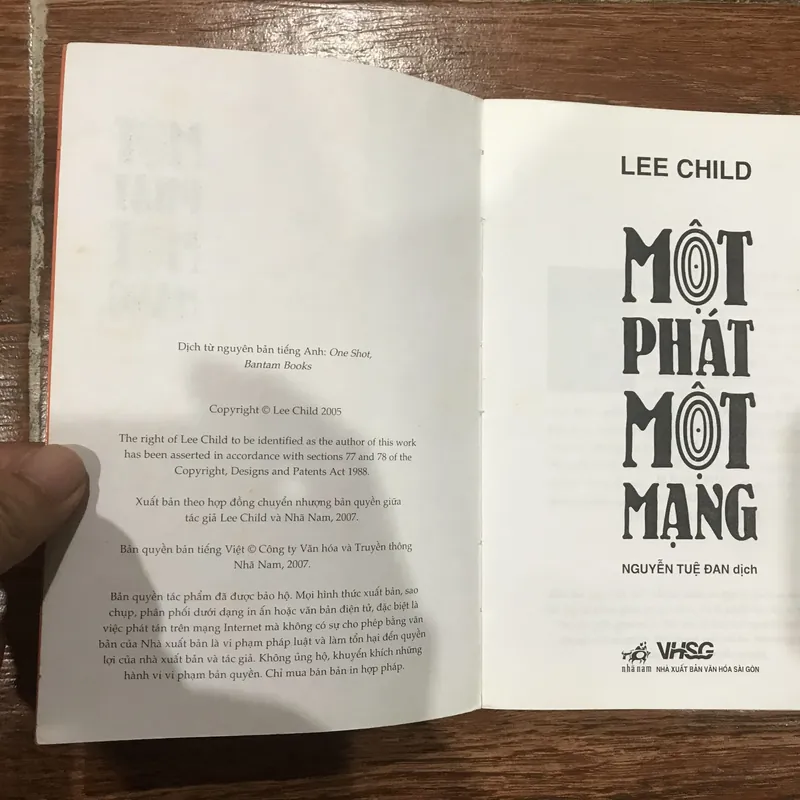 Dịch từ nguyên bản tiếng Anh: One Shot,
Bantam Books
Copyright © Lee Child 2005
The right of Lee Child to be identified as the author of this work
has been asserted in accordance with sections 77 and 78 of the
Copyright, Designs and Patents Act 1988.
Xuất bản theo hợp đồng chuyển nhượng bản quyền giữa
tác giả Lee Child và Nhã Nam, 2007.
Bản quyền bản tiếng Việt © Công ty Văn hóa và Truyền thông
Nhã Nam, 2007.
Bản quyền tác phẩm đã được bảo hộ. Mọi hình thức xuất bản, sao
chụp, phân phối dưới dạng in ấn hoặc văn bản điện tử, đặc biệt là
việc phát tán trên mạng Internet mà không có sự cho phép bằng văn
bản của Nhà xuất bản là vi phạm pháp luật và làm tổn hại đến quyền
lợi của nhà xuất bản và tác giả. Không ủng hộ, khuyến khích những
hành vi vi phạm bản quyền. Chỉ mua bán bản in hợp pháp.
LEE CHILD
MỘT
PHÁT
MỘT
MẠNG
NGUYỄN TUỆ ĐAN dịch
nhã nam
VHSG
NHÀ XUẤT BẢN VĂN HÓA SÀI GÒN